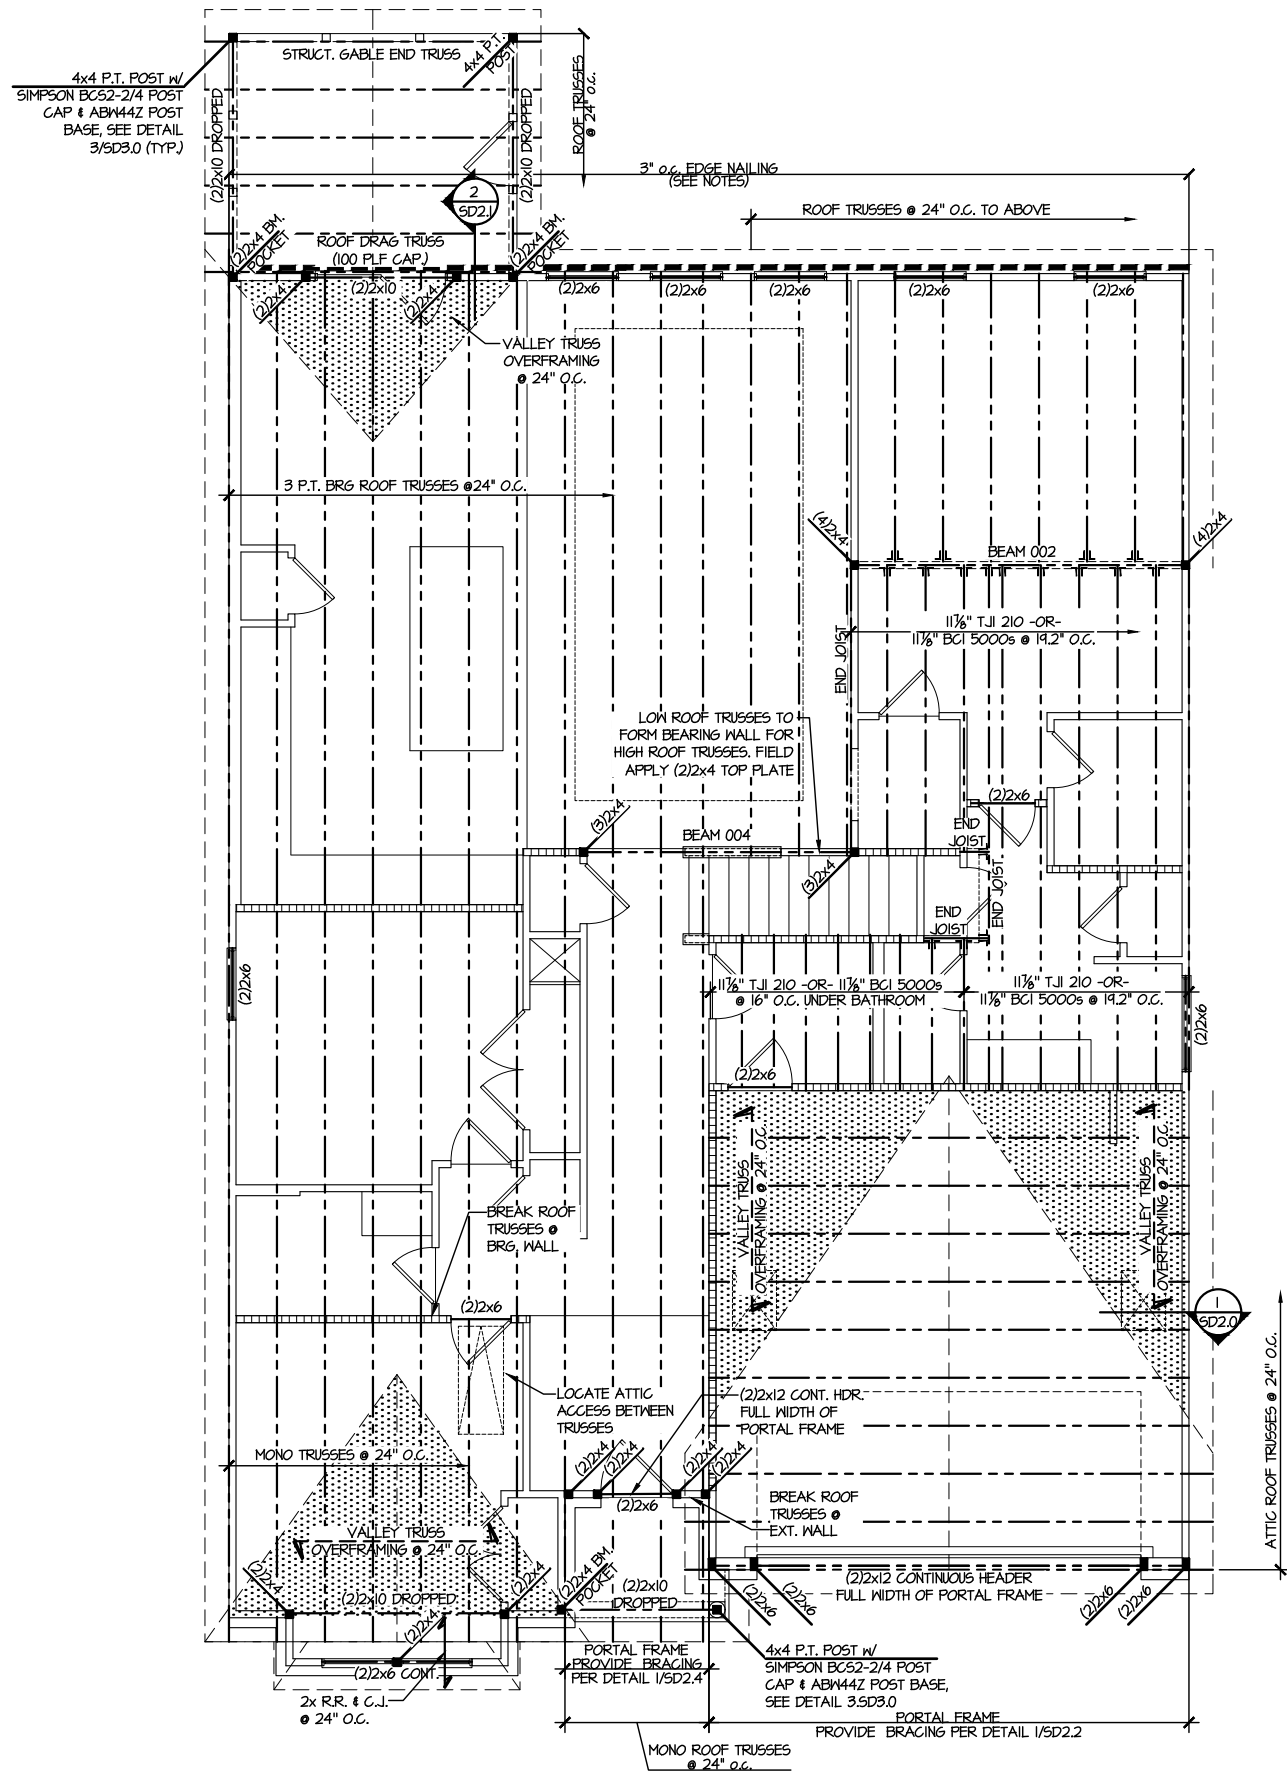 STRUCT. GABLE END TRUSS
4x4 P.T.
POST
4x4 P.T. POST w/
SIMPSON BCS2-2/4 POST
CAP & ABW44Z POST
BASE, SEE DETAIL
3/SD3.0 (TYP.)
(2)2x10 DROPPED
(2)2x10 DROPPED
ROOF TRUSSES
@ 24" o.c.
3" o.c. EDGE NAILING
(SEE NOTES)
2
SD2.1
ROOF TRUSSES @ 24" O.C. TO ABOVE
(2)2x4 BM.
POCKET
ROOF DRAG TRUSS
(100 PLF CAP.)
(2)2x4 BM.
POCKET
(2)2x4
(2)2x10
(2)2x4
(2)2x6
(2)2x6
(2)2x6
(2)2x6
(2)2x6
VALLEY TRUSS
OVERFRAMING
@ 24" O.C.
3 P.T. BRG ROOF TRUSSES @24" O.C.
(4)2x4
BEAM 002
(4)2x4
11⅞" TJI 210 -OR-
11⅞" BCI 5000s @ 19.2" O.C.
END JOIST
LOW ROOF TRUSSES TO
FORM BEARING WALL FOR
HIGH ROOF TRUSSES. FIELD
APPLY (2)2x4 TOP PLATE
(2)2x6
(3)2x4
BEAM 004
END
JOIST
(3)2x4
END JOIST.
END
JOIST
(2)2x6
11⅞" TJI 210 -OR- 11⅞" BCI 5000s
@ 16" O.C. UNDER BATHROOM
11⅞" TJI 210 -OR-
11⅞" BCI 5000s @ 19.2" O.C.
(2)2x6
(2)2x6
VALLEY TRUSS
OVERFRAMING @ 24" O.C.
VALLEY TRUSS
OVERFRAMING @ 24" O.C.
BREAK ROOF
TRUSSES @
BRG. WALL
(2)2x6
1
SD2.0
ATTIC ROOF TRUSSES @ 24" O.C.
LOCATE ATTIC
ACCESS BETWEEN
TRUSSES
(2)2x12 CONT. HDR.
FULL WIDTH OF
PORTAL FRAME
MONO TRUSSES @ 24" O.C.
(2)2x4
(2)2x4
(2)2x4
(2)2x4
(2)2x6
BREAK ROOF
TRUSSES @
EXT. WALL
VALLEY TRUSS
OVERFRAMING @ 24" O.C.
(2)2x4
(2)2x10 DROPPED
(2)2x4
(2)2x4
(2)2x4 BM.
POCKET
(2)2x10
DROPPED
(2)2x12 CONTINUOUS HEADER
FULL WIDTH OF PORTAL FRAME
(2)2x6
(2)2x6
(2)2x6
(2)2x6
(2)2x6 CONT.
2x R.R. & C.J.
@ 24" O.C.
PORTAL FRAME
PROVIDE BRACING
PER DETAIL 1/SD2.4
4x4 P.T. POST w/
SIMPSON BCS2-2/4 POST
CAP & ABW44Z POST BASE,
SEE DETAIL 3.SD3.0
PORTAL FRAME
PROVIDE BRACING PER DETAIL 1/SD2.2
MONO ROOF TRUSSES
@ 24" o.c.